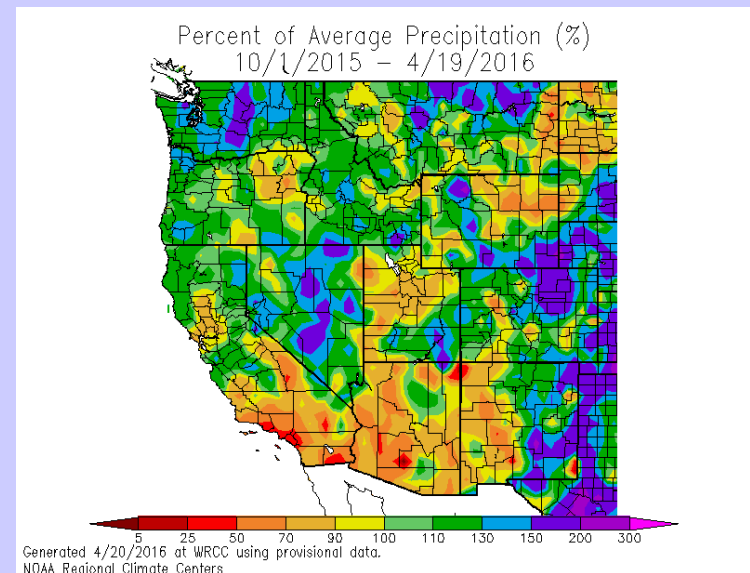 Percent of Average Precipitation (%)
10/1/2015 – 4/19/2016
5 25 50 70 90 100 110 130 150 200 300
Generated 4/20/2016 at WRCC using provisional data.
NOAA Regional Climate Centers